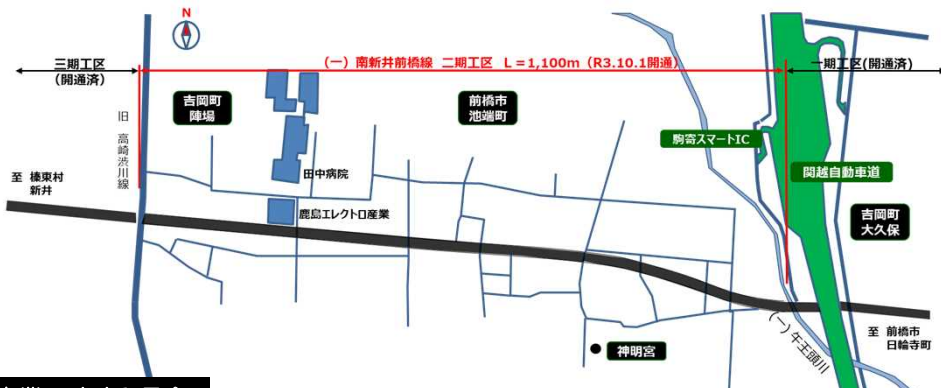 N
三期工区
(開通済)
(一) 南新井前橋線 二期工区 L=1,100m (R3.10.1開通)
一期工区(開通済)
吉岡町
陣場
前橋市
池端町
旧 高崎渋川線
駒寄スマートIC
田中病院
関越自動車道
至 榛東村
新井
鹿島エレクトロ産業
吉岡町
大久保
(一)午王頭川
至 前橋市
日輪寺町
神明宮